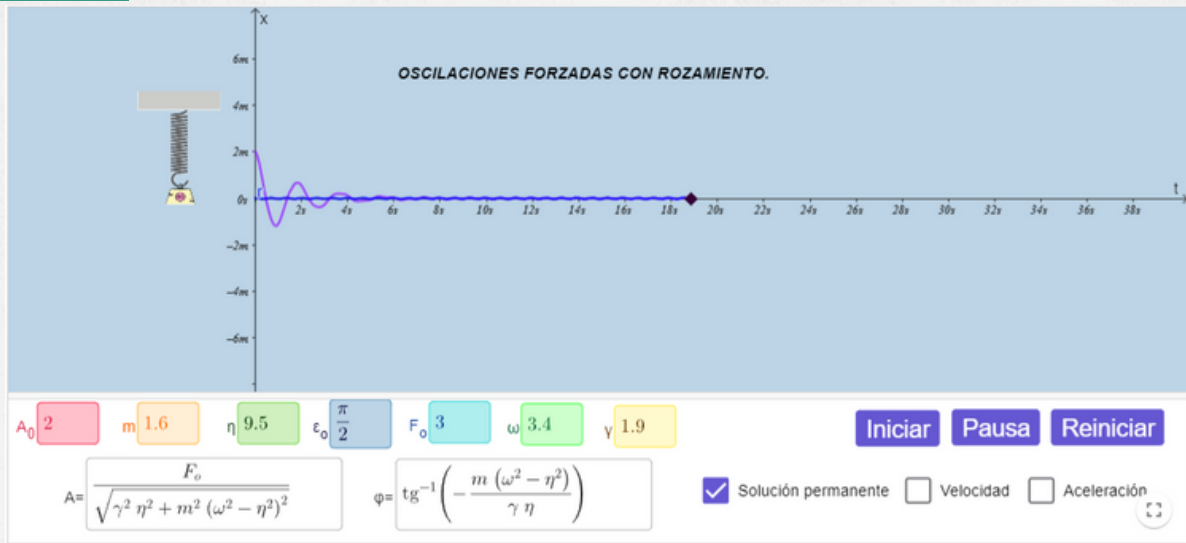 x
OSCILACIONES FORZADAS CON ROZAMIENTO.
6m
4m
2m
0s
−2m
−4m
−6m
2s 4s 6s 8s 10s 12s 14s 16s 18s 20s 22s 24s 26s 28s 30s 32s 34s 36s 38s
t
A₀ 2 m 1.6 η 9.5 ε₀ π/2 Fₒ 3 ω 3.4 γ 1.9
Iniciar Pausa Reiniciar
A= Fₒ / √(γ² η² + m² (ω² − η²)²) φ= tg⁻¹(− m (ω² − η²) / γ η)
Solución permanente Velocidad Aceleración